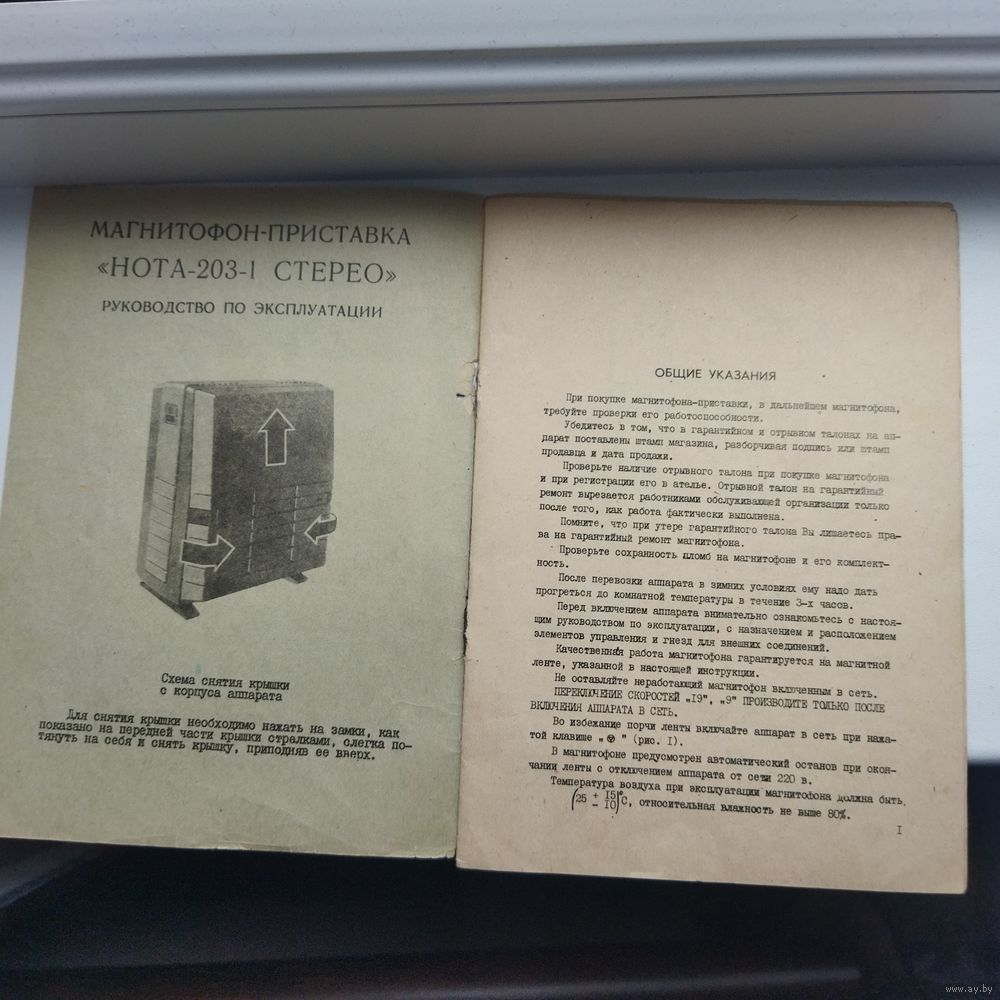 МАГНИТОФОН-ПРИСТАВКА
«НОТА-203-I СТЕРЕО»
РУКОВОДСТВО ПО ЭКСПЛУАТАЦИИ
Схема снятия крышки
с корпуса аппарата
Для снятия крышки необходимо нажать на замки, как
показано на передней части крышки стралками, слегка по-
тянуть на себя и снять крышку, приподняв ее вверх.
ОБЩИЕ УКАЗАНИЯ
При покупке магнитофона-приставки, в дальнейшем магнитофона,
требуйте проверки его работоспособности.
Убедитесь в том, что в гарантийном и отрывном талонах на ап-
парат поставлены штамп магазина, разборчивая подпись или штамп
продавца и дата продажи.
Проверьте наличие отрывного талона при покупке магнитофона
и при регистрации его в ателье. Отрывной талон на гарантийный
ремонт вырезается работниками обслуживающей организации только
после того, как работа фактически выполнена.
Помните, что при утере гарантийного талона Вы лишаетесь пра-
ва на гарантийный ремонт магнитофона.
Проверьте сохранность пломб на магнитофоне и его комплект-
ность.
После перевозки аппарата в зимних условиях ему надо дать
прогреться до комнатной температуры в течение 3-х часов.
Перед включением аппарата внимательно ознакомьтесь с настоя-
щим руководством по эксплуатации, с назначением и расположением
элементов управления и гнезд для внешних соединений.
Качественная работа магнитофона гарантируется на магнитной
ленте, указанной в настоящей инструкции.
Не оставляйте неработающий магнитофон включенным в сеть.
ПЕРЕКЛЮЧЕНИЕ СКОРОСТЕЙ „I9", „9" ПРОИЗВОДИТЕ ТОЛЬКО ПОСЛЕ
ВКЛЮЧЕНИЯ АППАРАТА В СЕТЬ.
Во избежание порчи ленты включайте аппарат в сеть при нажа-
той клавише „ " (рис. I).
В магнитофоне предусмотрен автоматический останов при окон-
чании ленты с отключением аппарата от сети 220 в.
Температура воздуха при эксплуатации магнитофона должна быть
(25 + I5 − I0)°С, относительная влажность не выше 80%.
I
www.ay.by